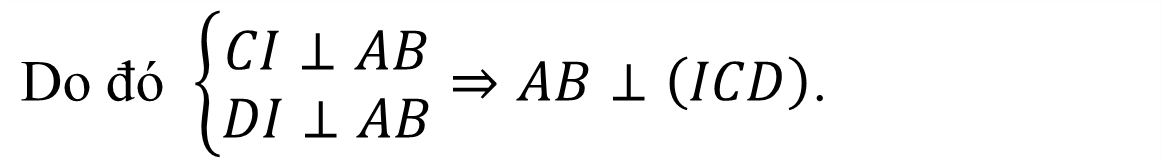 Do đó {CI ⊥ AB
DI ⊥ AB ⇒ AB ⊥ (ICD).